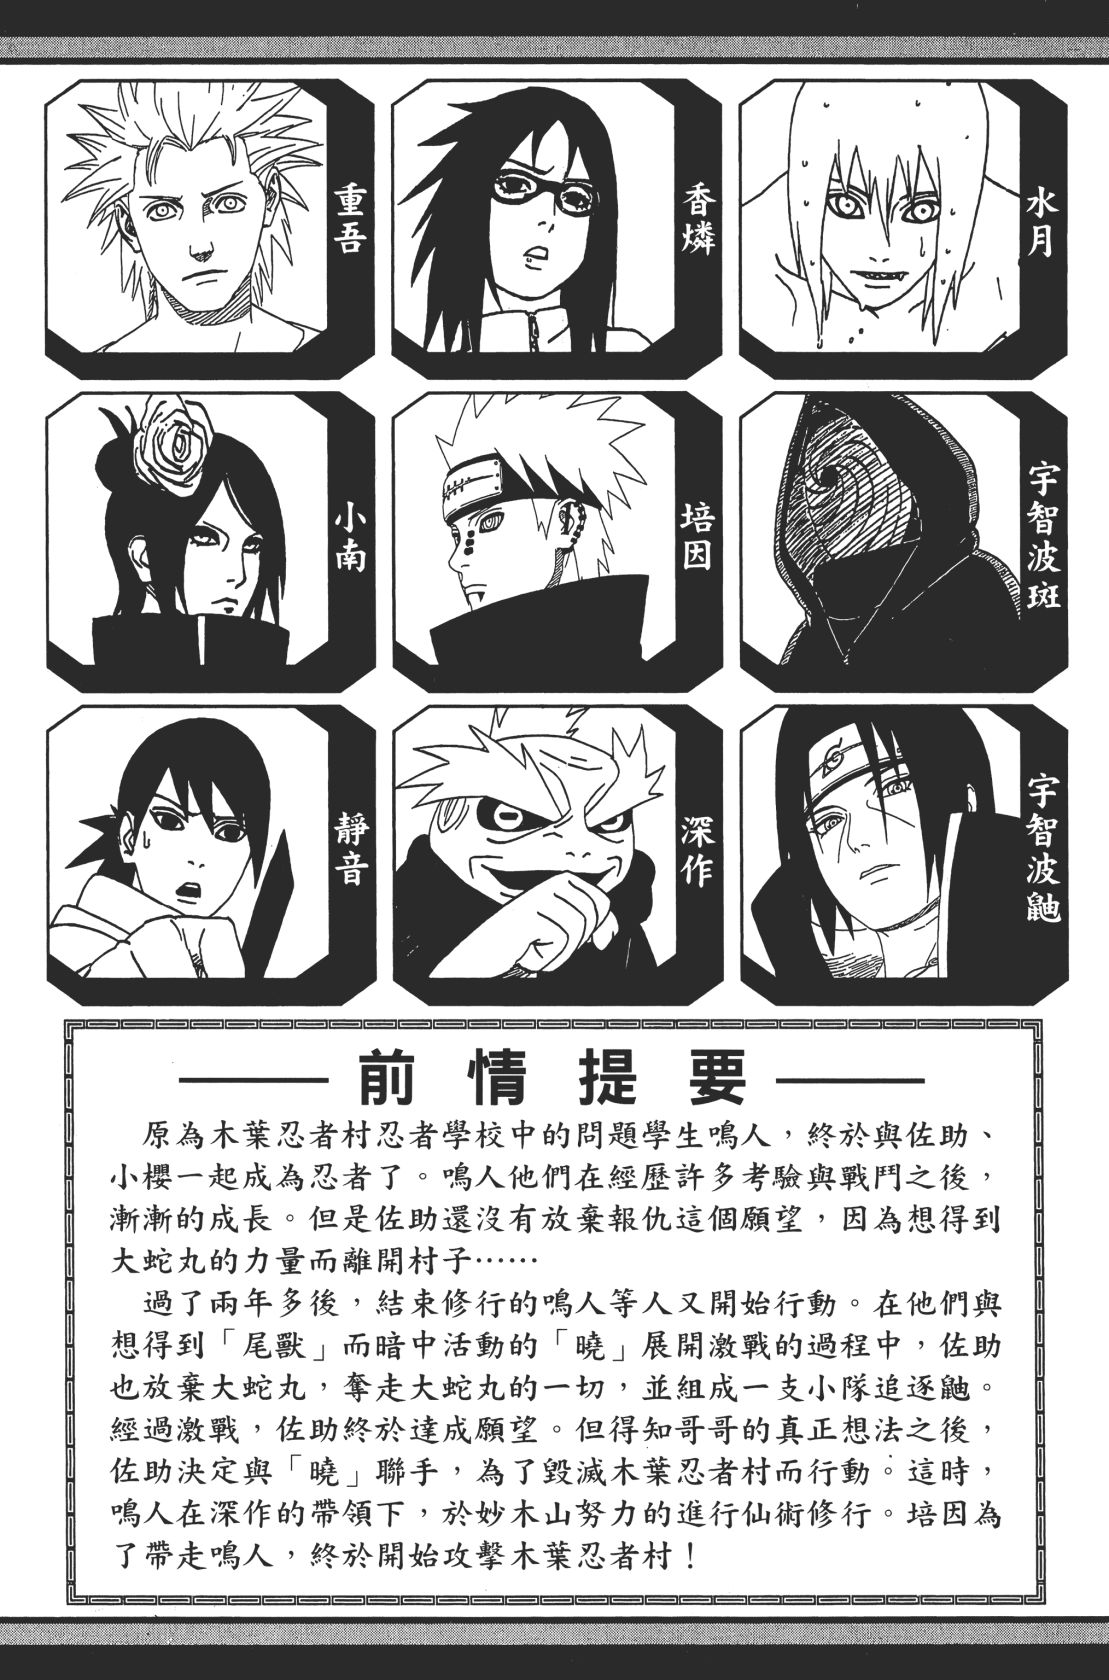 水月
香燐
重吾
宇智波斑
培因
小南
宇智波鼬
深作
靜音
前情提要
原為木葉忍者村忍者學校中的問題學生鳴人，終於與佐助、
小櫻一起成為忍者了。鳴人他們在經歷許多考驗與戰鬥之後，
漸漸的成長。但是佐助還沒有放棄報仇這個願望，因為想得到
大蛇丸的力量而離開村子……
過了兩年多後，結束修行的鳴人等人又開始行動。在他們與
想得到「尾獸」而暗中活動的「曉」展開激戰的過程中，佐助
也放棄大蛇丸，奪走大蛇丸的一切，並組成一支小隊追逐鼬。
經過激戰，佐助終於達成願望。但得知哥哥的真正想法之後，
佐助決定與「曉」聯手，為了毀滅木葉忍者村而行動。這時，
鳴人在深作的帶領下，於妙木山努力的進行仙術修行。培因為
了帶走鳴人，終於開始攻擊木葉忍者村！